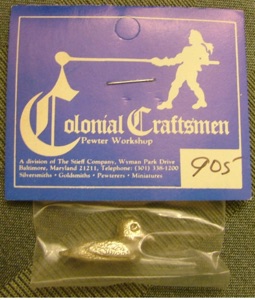 Colonial Craftsmen
Pewter Workshop
A division of The Stieff Company, Wyman Park Drive
Baltimore, Maryland 21211, Telephone: (301) 338-1200
Silversmiths • Goldsmiths • Pewterers • Miniatures
905